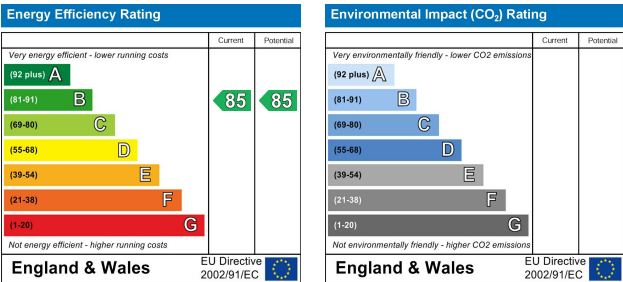 Energy Efficiency Rating
Current Potential
Very energy efficient - lower running costs
(92 plus) A
(81-91) B 85 85
(69-80) C
(55-68) D
(39-54) E
(21-38) F
(1-20) G
Not energy efficient - higher running costs
England & Wales
EU Directive
2002/91/EC
Environmental Impact (CO₂) Rating
Current Potential
Very environmentally friendly - lower CO2 emissions
(92 plus) A
(81-91) B
(69-80) C
(55-68) D
(39-54) E
(21-38) F
(1-20) G
Not environmentally friendly - higher CO2 emissions
England & Wales
EU Directive
2002/91/EC